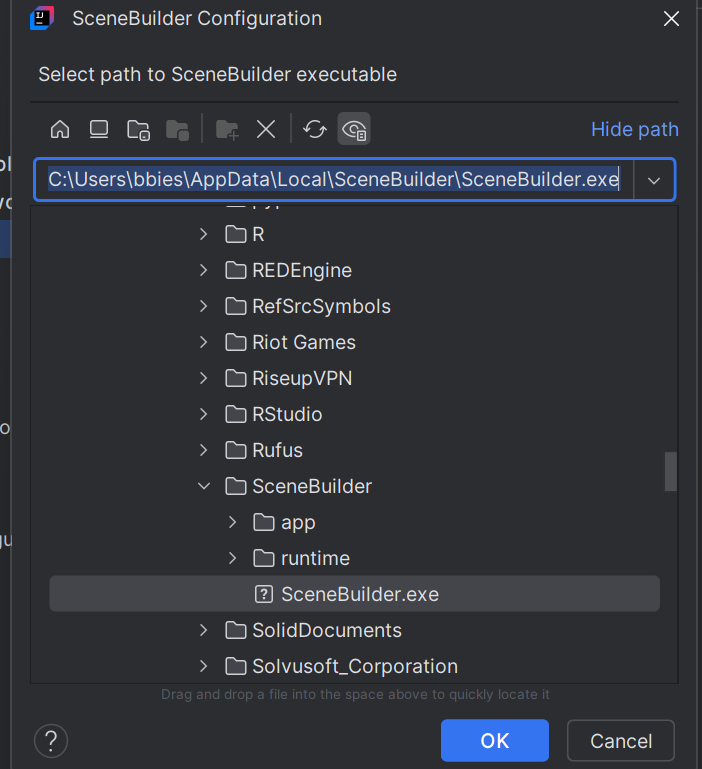 SceneBuilder Configuration
Select path to SceneBuilder executable
Hide path
C:\Users\bbies\AppData\Local\SceneBuilder\SceneBuilder.exe
R
REDEngine
RefSrcSymbols
Riot Games
RiseupVPN
RStudio
Rufus
SceneBuilder
app
runtime
SceneBuilder.exe
SolidDocuments
Solvusoft_Corporation
Drag and drop a file into the space above to quickly locate it
? OK Cancel